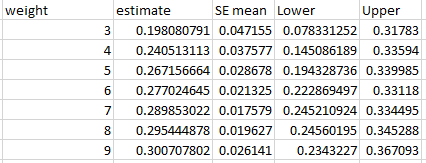 weight estimate SE mean Lower Upper
3 0.198080791 0.047155 0.078331252 0.31783
4 0.240513113 0.037577 0.145086189 0.33594
5 0.267156664 0.028678 0.194328736 0.339985
6 0.277024645 0.021325 0.222869497 0.33118
7 0.289853022 0.017579 0.245210924 0.334495
8 0.295444878 0.019627 0.24560195 0.345288
9 0.300707802 0.026141 0.2343227 0.367093